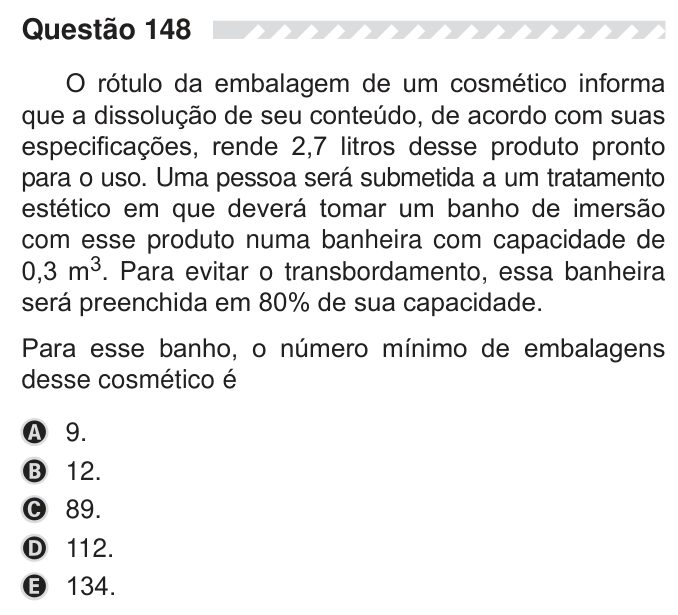 Questão 148
O rótulo da embalagem de um cosmético informa
que a dissolução de seu conteúdo, de acordo com suas
especificações, rende 2,7 litros desse produto pronto
para o uso. Uma pessoa será submetida a um tratamento
estético em que deverá tomar um banho de imersão
com esse produto numa banheira com capacidade de
0,3 m³. Para evitar o transbordamento, essa banheira
será preenchida em 80% de sua capacidade.
Para esse banho, o número mínimo de embalagens
desse cosmético é
A 9.
B 12.
C 89.
D 112.
E 134.